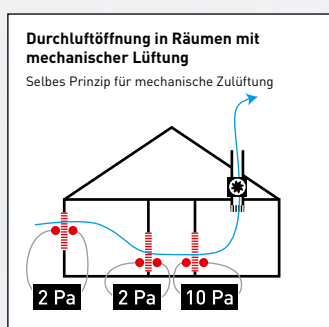 Durchluftöffnung in Räumen mit
mechanischer Lüftung
Selbes Prinzip für mechanische Zulüftung
2 Pa 2 Pa 10 Pa